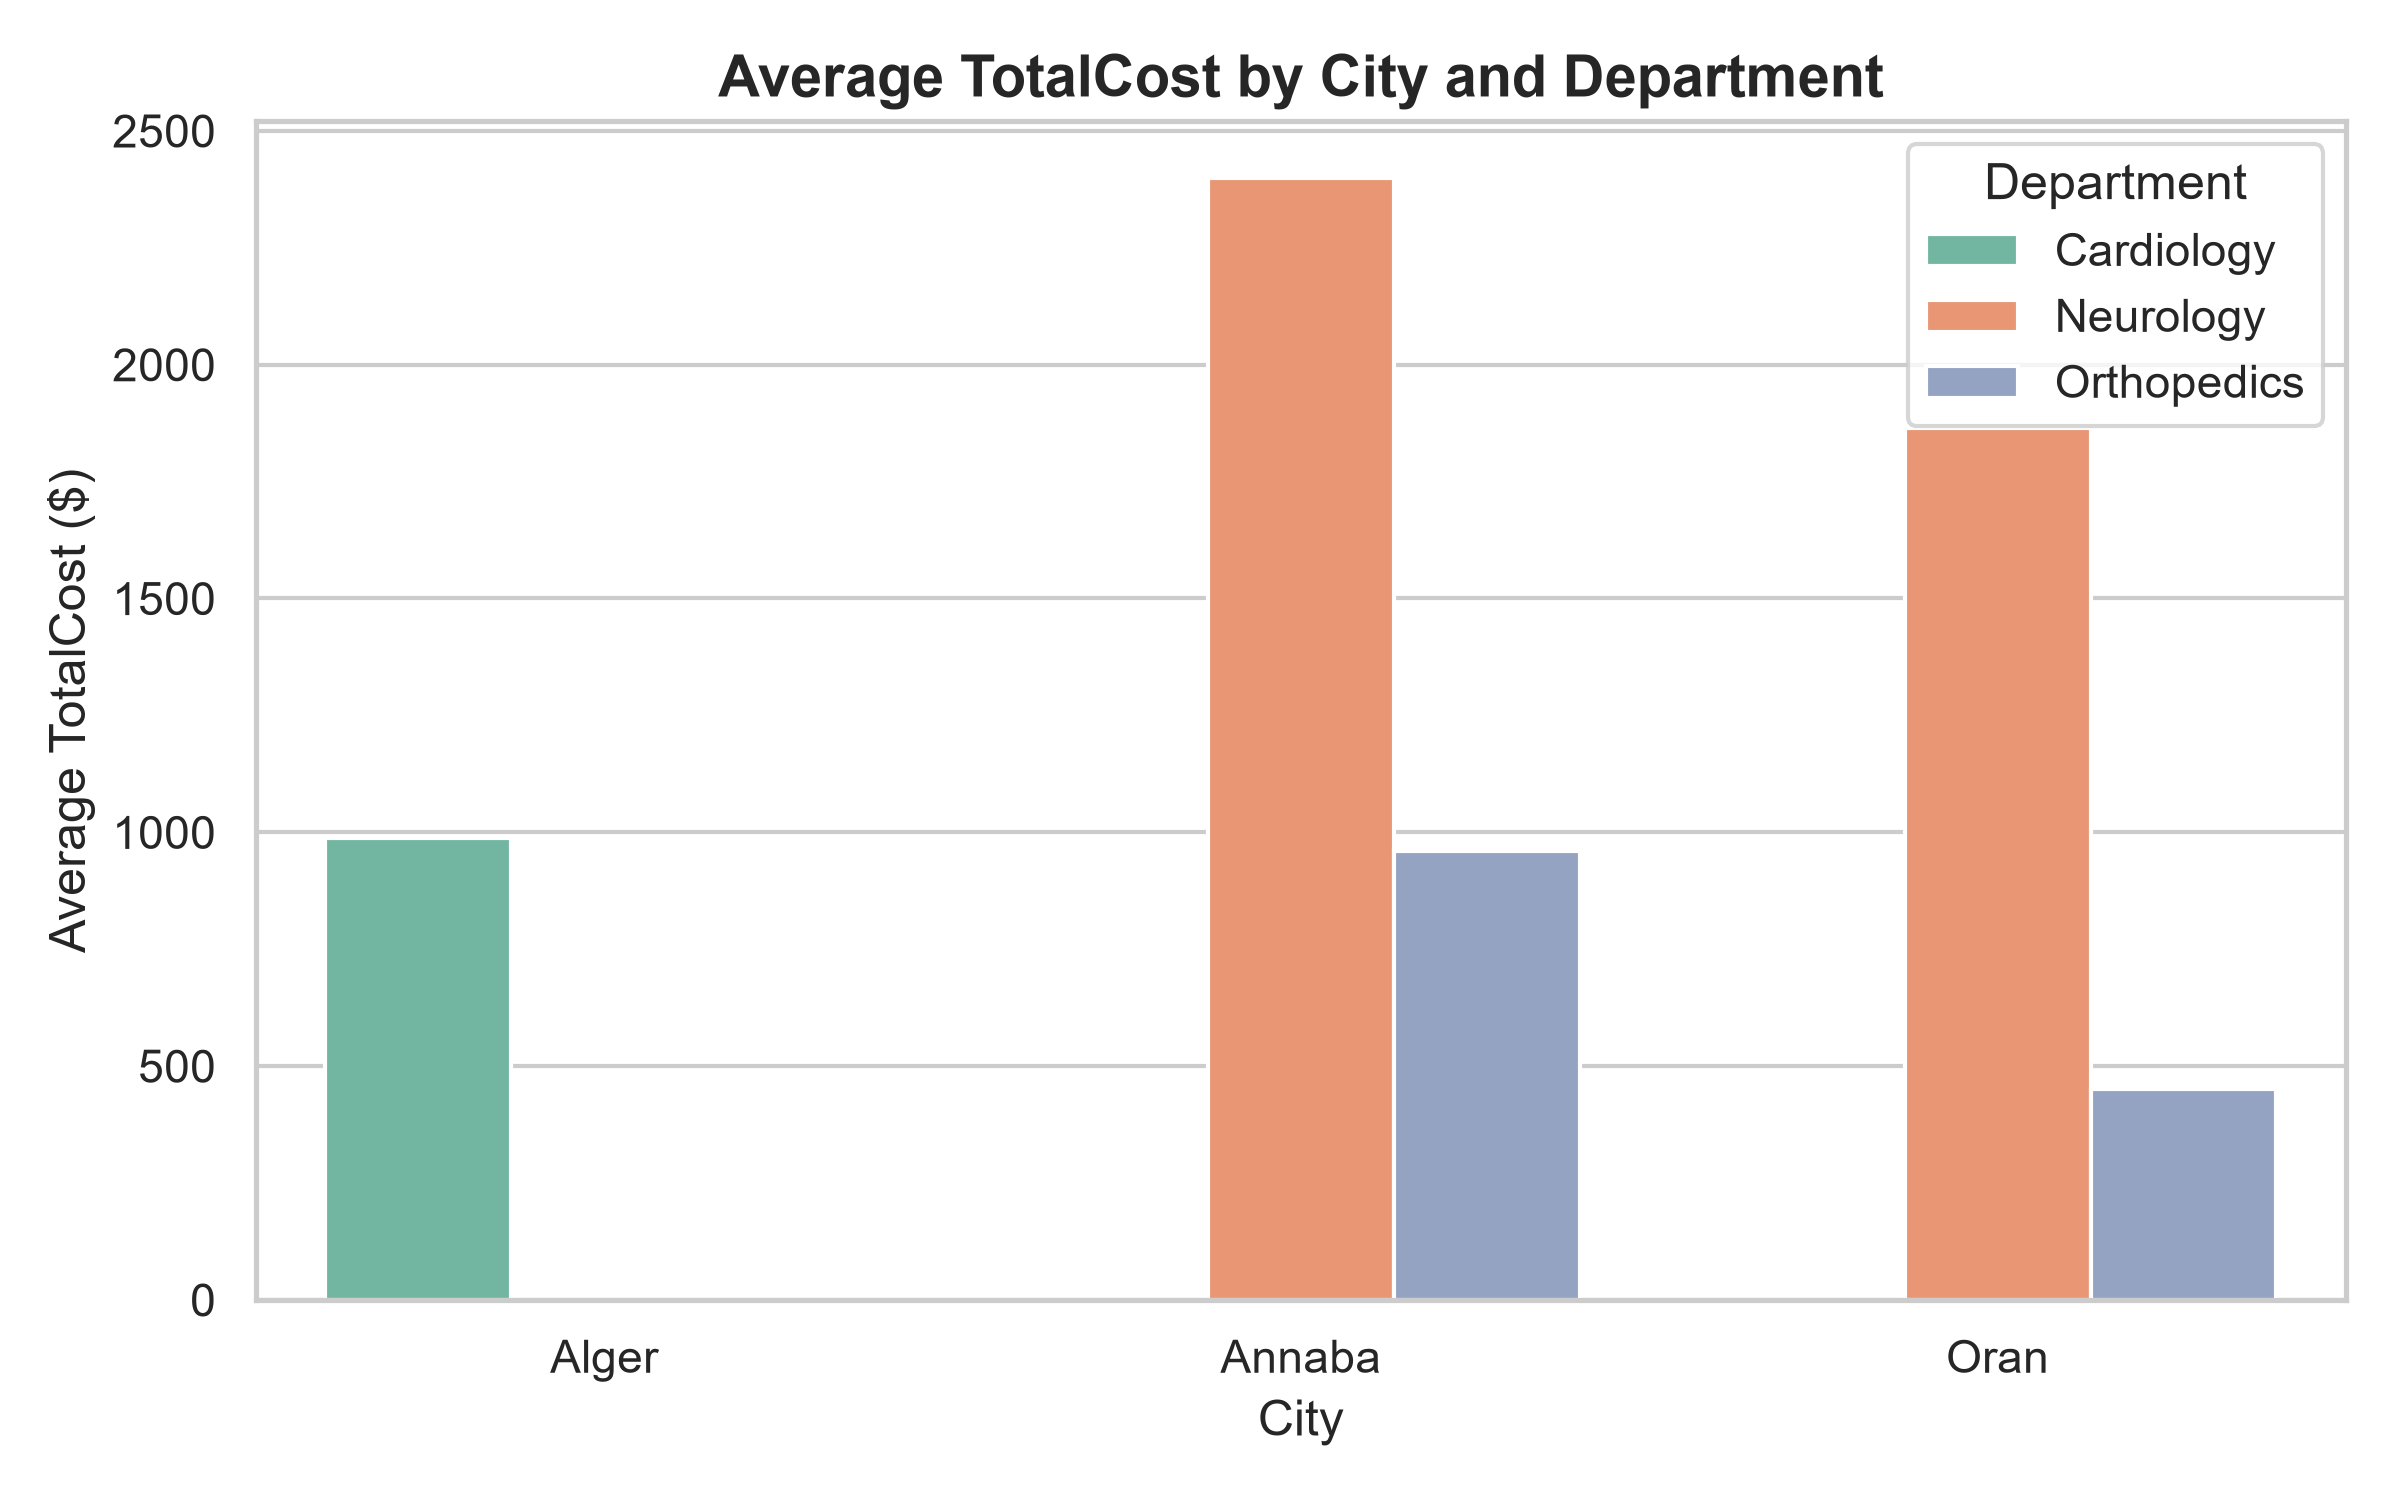 Average TotalCost by City and Department
Average TotalCost ($)
2500
2000
1500
1000
500
0
Department
Cardiology
Neurology
Orthopedics
Alger
Annaba
Oran
City